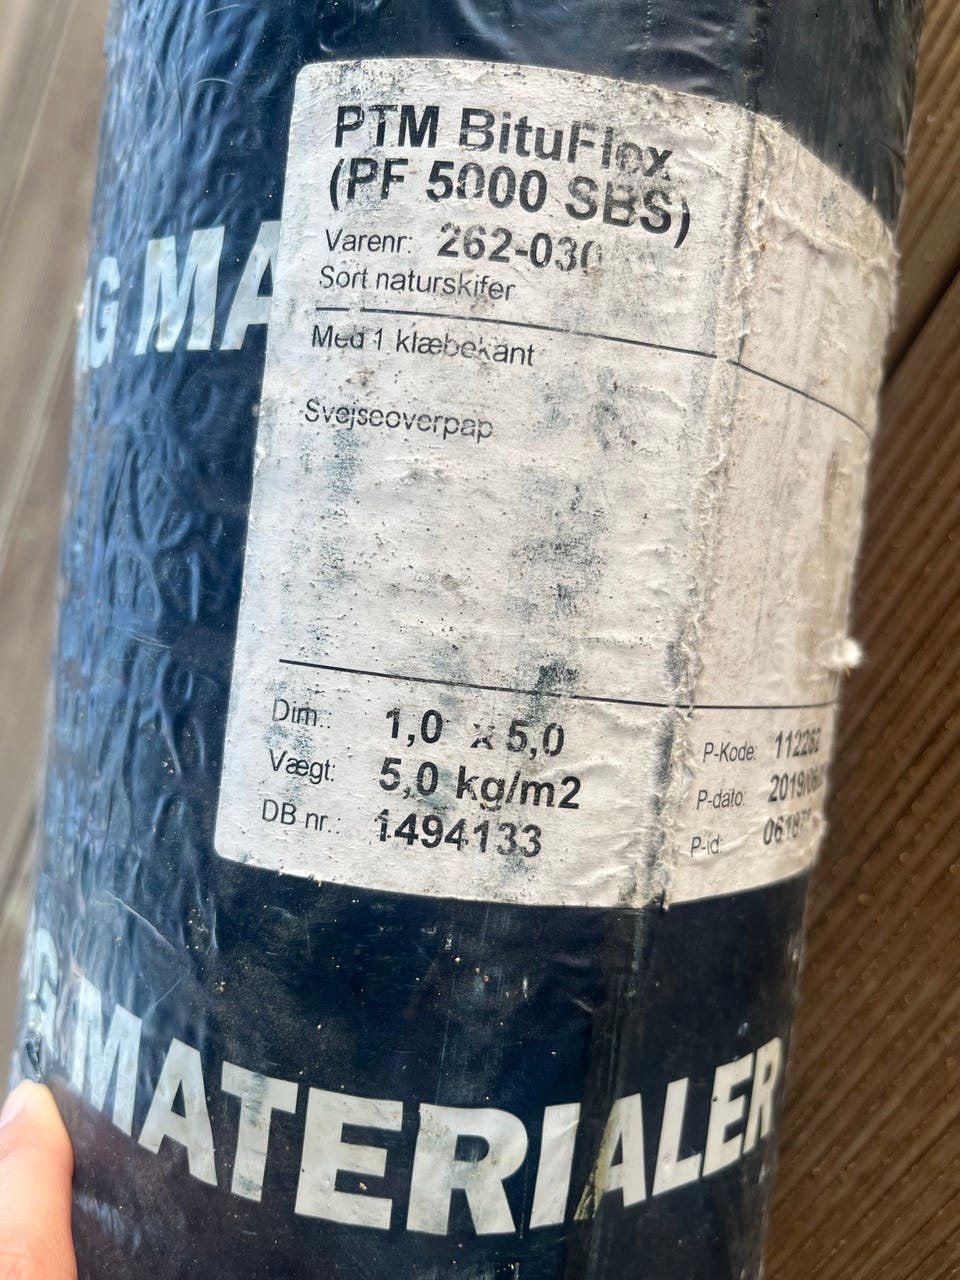 PTM BituFlex
(PF 5000 SBS)
Varenr: 262-030
Sort naturskifer
Med 1 klæbekant
Svejseoverpap
Dim.: 1,0 x 5,0
Vægt: 5,0 kg/m2
DB nr.: 1494133
P-Kode: 112262
P-dato:
P-id:
G MA
G MATERIALER